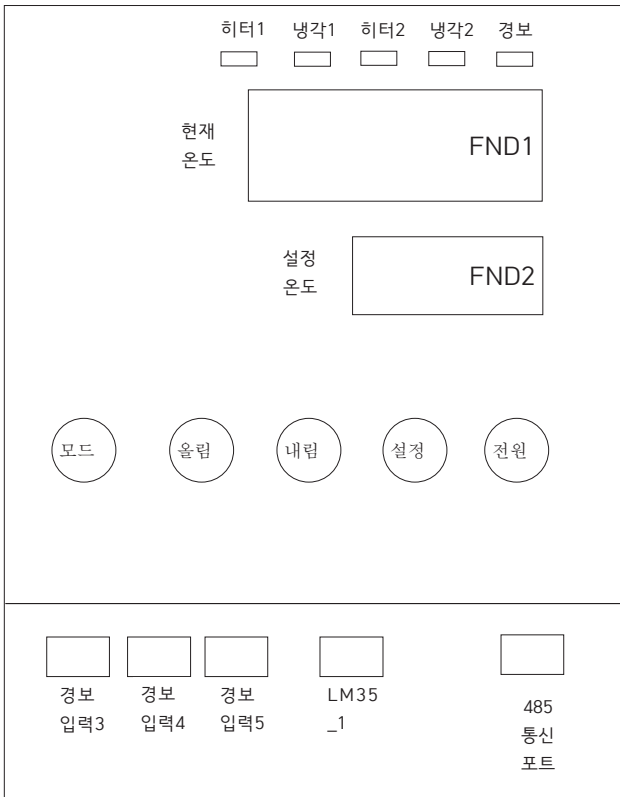 히터1 냉각1 히터2 냉각2 경보
현재
온도
FND1
설정
온도
FND2
모드 올림 내림 설정 전원
경보 경보 경보 LM35
입력3 입력4 입력5 _1
485
통신
포트